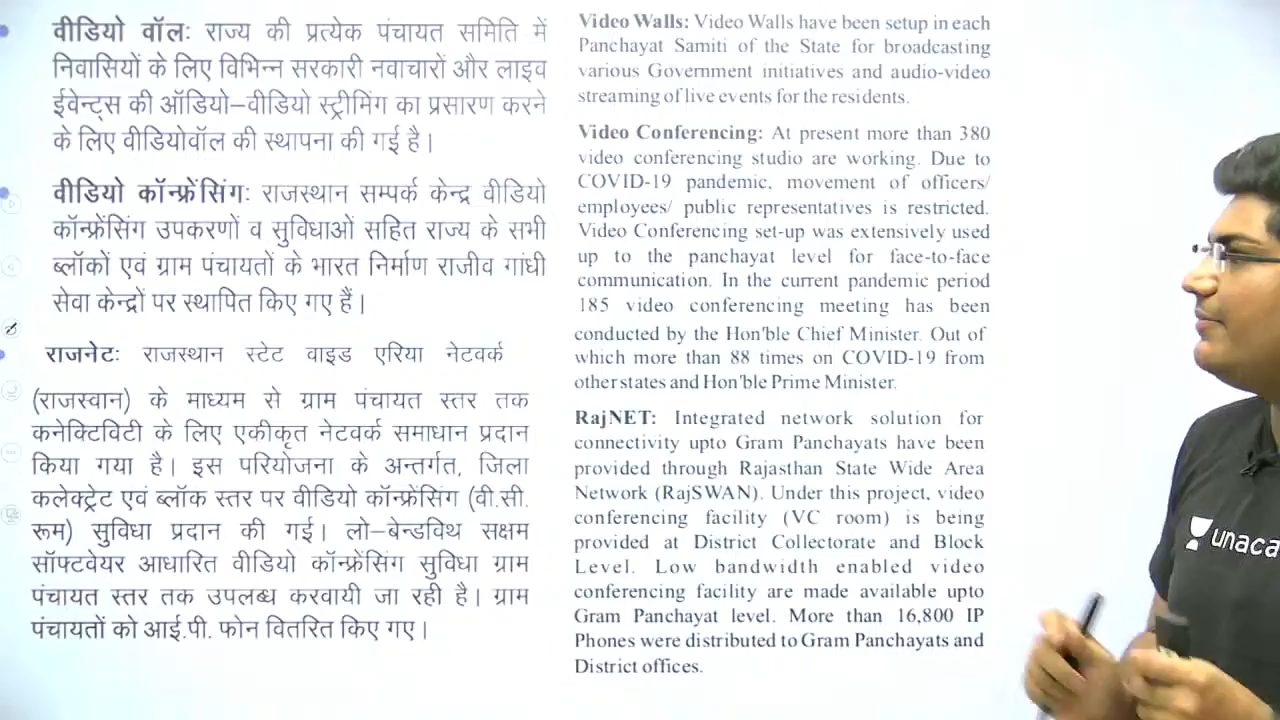 वीडियो वॉल: राज्य की प्रत्येक पंचायत समिति में
निवासियों के लिए विभिन्न सरकारी नवाचारों और लाइव
ईवेन्ट्स की ऑडियो–वीडियो स्ट्रीमिंग का प्रसारण करने
के लिए वीडियोवॉल की स्थापना की गई है।
वीडियो कॉन्फ्रेंसिंग: राजस्थान सम्पर्क केन्द्र वीडियो
कॉन्फ्रेंसिंग उपकरणों व सुविधाओं सहित राज्य के सभी
ब्लॉकों एवं ग्राम पंचायतों के भारत निर्माण राजीव गांधी
सेवा केन्द्रों पर स्थापित किए गए हैं।
राजनेट: राजस्थान स्टेट वाइड एरिया नेटवर्क
(राजस्वान) के माध्यम से ग्राम पंचायत स्तर तक
कनेक्टिविटी के लिए एकीकृत नेटवर्क समाधान प्रदान
किया गया है। इस परियोजना के अन्तर्गत, जिला
कलेक्ट्रेट एवं ब्लॉक स्तर पर वीडियो कॉन्फ्रेंसिंग (वी.सी.
रूम) सुविधा प्रदान की गई। लो–बेन्डविथ सक्षम
सॉफ्टवेयर आधारित वीडियो कॉन्फ्रेंसिंग सुविधा ग्राम
पंचायत स्तर तक उपलब्ध करवायी जा रही है। ग्राम
पंचायतों को आई.पी. फोन वितरित किए गए।
Video Walls: Video Walls have been setup in each
Panchayat Samiti of the State for broadcasting
various Government initiatives and audio-video
streaming of live events for the residents.
Video Conferencing: At present more than 380
video conferencing studio are working. Due to
COVID-19 pandemic, movement of officers/
employees/ public representatives is restricted.
Video Conferencing set-up was extensively used
up to the panchayat level for face-to-face
communication. In the current pandemic period
185 video conferencing meeting has been
conducted by the Hon'ble Chief Minister. Out of
which more than 88 times on COVID-19 from
other states and Hon'ble Prime Minister.
RajNET: Integrated network solution for
connectivity upto Gram Panchayats have been
provided through Rajasthan State Wide Area
Network (RajSWAN). Under this project, video
conferencing facility (VC room) is being
provided at District Collectorate and Block
Level. Low bandwidth enabled video
conferencing facility are made available upto
Gram Panchayat level. More than 16,800 IP
Phones were distributed to Gram Panchayats and
District offices.
unaca